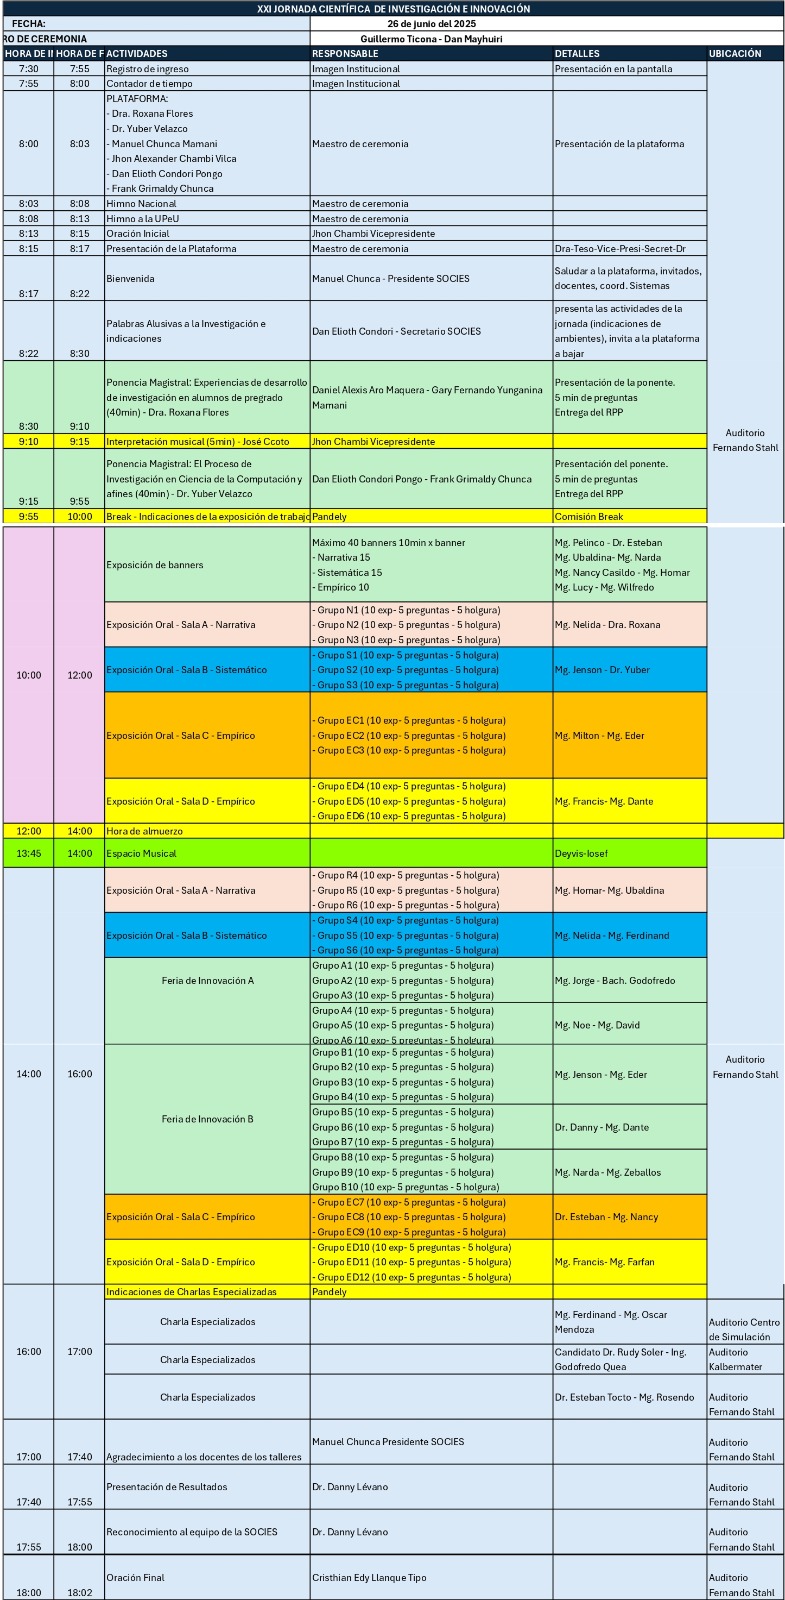 XXI JORNADA CIENTÍFICA DE INVESTIGACIÓN E INNOVACIÓN
FECHA: 26 de junio del 2025
RO DE CEREMONIA Guillermo Ticona - Dan Mayhuiri
HORA DE II HORA DE F ACTIVIDADES RESPONSABLE DETALLES UBICACIÓN
7:30 7:55 Registro de ingreso Imagen Institucional Presentación en la pantalla
7:55 8:00 Contador de tiempo Imagen Institucional
PLATAFORMA:
- Dra. Roxana Flores
- Dr. Yuber Velazco
8:00 8:03 - Manuel Chunca Mamani Maestro de ceremonia Presentación de la plataforma
- Jhon Alexander Chambi Vilca
- Dan Elioth Condori Pongo
- Frank Grimaldy Chunca
8:03 8:08 Himno Nacional Maestro de ceremonia
8:08 8:13 Himno a la UPeU Maestro de ceremonia
8:13 8:15 Oración Inicial Jhon Chambi Vicepresidente
8:15 8:17 Presentación de la Plataforma Maestro de ceremonia Dra-Teso-Vice-Presi-Secret-Dr
8:17 8:22 Bienvenida Manuel Chunca - Presidente SOCIES Saludar a la plataforma, invitados,
docentes, coord. Sistemas
8:22 8:30 Palabras Alusivas a la Investigación e
indicaciones
Dan Elioth Condori - Secretario SOCIES
presenta las actividades de la
jornada (indicaciones de
ambientes), invita a la plataforma
a bajar
8:30 9:10 Ponencia Magistral: Experiencias de desarrollo
de investigación en alumnos de pregrado
(40min) - Dra. Roxana Flores
Daniel Alexis Aro Maquera - Gary Fernando Yunganina
Mamani
Presentación de la ponente.
5 min de preguntas
Entrega del RPP
9:10 9:15 Interpretación musical (5min) - José Ccoto Jhon Chambi Vicepresidente
Auditorio
Fernando Stahl
9:15 9:55 Ponencia Magistral: El Proceso de
Investigación en Ciencia de la Computación y
afines (40min) - Dr. Yuber Velazco
Dan Elioth Condori Pongo - Frank Grimaldy Chunca
Presentación del ponente.
5 min de preguntas
Entrega del RPP
9:55 10:00 Break - Indicaciones de la exposición de trabajo Pandely Comisión Break
10:00 12:00
Exposición de banners
Máximo 40 banners 10min x banner
- Narrativa 15
- Sistemática 15
- Empírico 10
Mg. Pelinco - Dr. Esteban
Mg. Ubaldina- Mg. Narda
Mg. Nancy Casildo - Mg. Homar
Mg. Lucy - Mg. Wilfredo
Exposición Oral - Sala A - Narrativa
- Grupo N1 (10 exp- 5 preguntas - 5 holgura)
- Grupo N2 (10 exp- 5 preguntas - 5 holgura)
- Grupo N3 (10 exp- 5 preguntas - 5 holgura)
Mg. Nelida - Dra. Roxana
Exposición Oral - Sala B - Sistemático
- Grupo S1 (10 exp- 5 preguntas - 5 holgura)
- Grupo S2 (10 exp- 5 preguntas - 5 holgura)
- Grupo S3 (10 exp- 5 preguntas - 5 holgura)
Mg. Jenson - Dr. Yuber
Exposición Oral - Sala C - Empírico
- Grupo EC1 (10 exp- 5 preguntas - 5 holgura)
- Grupo EC2 (10 exp- 5 preguntas - 5 holgura)
- Grupo EC3 (10 exp- 5 preguntas - 5 holgura)
Mg. Milton - Mg. Eder
Exposición Oral - Sala D - Empírico
- Grupo ED4 (10 exp- 5 preguntas - 5 holgura)
- Grupo ED5 (10 exp- 5 preguntas - 5 holgura)
- Grupo ED6 (10 exp- 5 preguntas - 5 holgura)
Mg. Francis- Mg. Dante
12:00 14:00 Hora de almuerzo
13:45 14:00 Espacio Musical Deyvis-Iosef
14:00 16:00
Exposición Oral - Sala A - Narrativa
- Grupo R4 (10 exp- 5 preguntas - 5 holgura)
- Grupo R5 (10 exp- 5 preguntas - 5 holgura)
- Grupo R6 (10 exp- 5 preguntas - 5 holgura)
Mg. Homar- Mg. Ubaldina
Exposición Oral - Sala B - Sistemático
- Grupo S4 (10 exp- 5 preguntas - 5 holgura)
- Grupo S5 (10 exp- 5 preguntas - 5 holgura)
- Grupo S6 (10 exp- 5 preguntas - 5 holgura)
Mg. Nelida - Mg. Ferdinand
Feria de Innovación A
Grupo A1 (10 exp- 5 preguntas - 5 holgura)
Grupo A2 (10 exp- 5 preguntas - 5 holgura)
Grupo A3 (10 exp- 5 preguntas - 5 holgura)
Mg. Jorge - Bach. Godofredo
Grupo A4 (10 exp- 5 preguntas - 5 holgura)
Grupo A5 (10 exp- 5 preguntas - 5 holgura)
Grupo A6 (10 exp- 5 preguntas - 5 holgura)
Mg. Noe - Mg. David
Auditorio
Fernando Stahl
Feria de Innovación B
Grupo B1 (10 exp- 5 preguntas - 5 holgura)
Grupo B2 (10 exp- 5 preguntas - 5 holgura)
Grupo B3 (10 exp- 5 preguntas - 5 holgura)
Grupo B4 (10 exp- 5 preguntas - 5 holgura)
Mg. Jenson - Mg. Eder
Grupo B5 (10 exp- 5 preguntas - 5 holgura)
Grupo B6 (10 exp- 5 preguntas - 5 holgura)
Grupo B7 (10 exp- 5 preguntas - 5 holgura)
Dr. Danny - Mg. Dante
Grupo B8 (10 exp- 5 preguntas - 5 holgura)
Grupo B9 (10 exp- 5 preguntas - 5 holgura)
Grupo B10 (10 exp- 5 preguntas - 5 holgura)
Mg. Narda - Mg. Zeballos
Exposición Oral - Sala C - Empírico
- Grupo EC7 (10 exp- 5 preguntas - 5 holgura)
- Grupo EC8 (10 exp- 5 preguntas - 5 holgura)
- Grupo EC9 (10 exp- 5 preguntas - 5 holgura)
Dr. Esteban - Mg. Nancy
Exposición Oral - Sala D - Empírico
- Grupo ED10 (10 exp- 5 preguntas - 5 holgura)
- Grupo ED11 (10 exp- 5 preguntas - 5 holgura)
- Grupo ED12 (10 exp- 5 preguntas - 5 holgura)
Mg. Francis- Mg. Farfan
Indicaciones de Charlas Especializadas Pandely
16:00 17:00
Charla Especializados
Mg. Ferdinand - Mg. Oscar
Mendoza
Auditorio Centro
de Simulación
Charla Especializados
Candidato Dr. Rudy Soler - Ing.
Godofredo Quea
Auditorio
Kalbermater
Charla Especializados
Dr. Esteban Tocto - Mg. Rosendo
Auditorio
Fernando Stahl
17:00 17:40 Agradecimiento a los docentes de los talleres Manuel Chunca Presidente SOCIES
Auditorio
Fernando Stahl
17:40 17:55 Presentación de Resultados Dr. Danny Lévano
Auditorio
Fernando Stahl
17:55 18:00 Reconocimiento al equipo de la SOCIES Dr. Danny Lévano
Auditorio
Fernando Stahl
18:00 18:02 Oración Final Cristhian Edy Llanque Tipo
Auditorio
Fernando Stahl